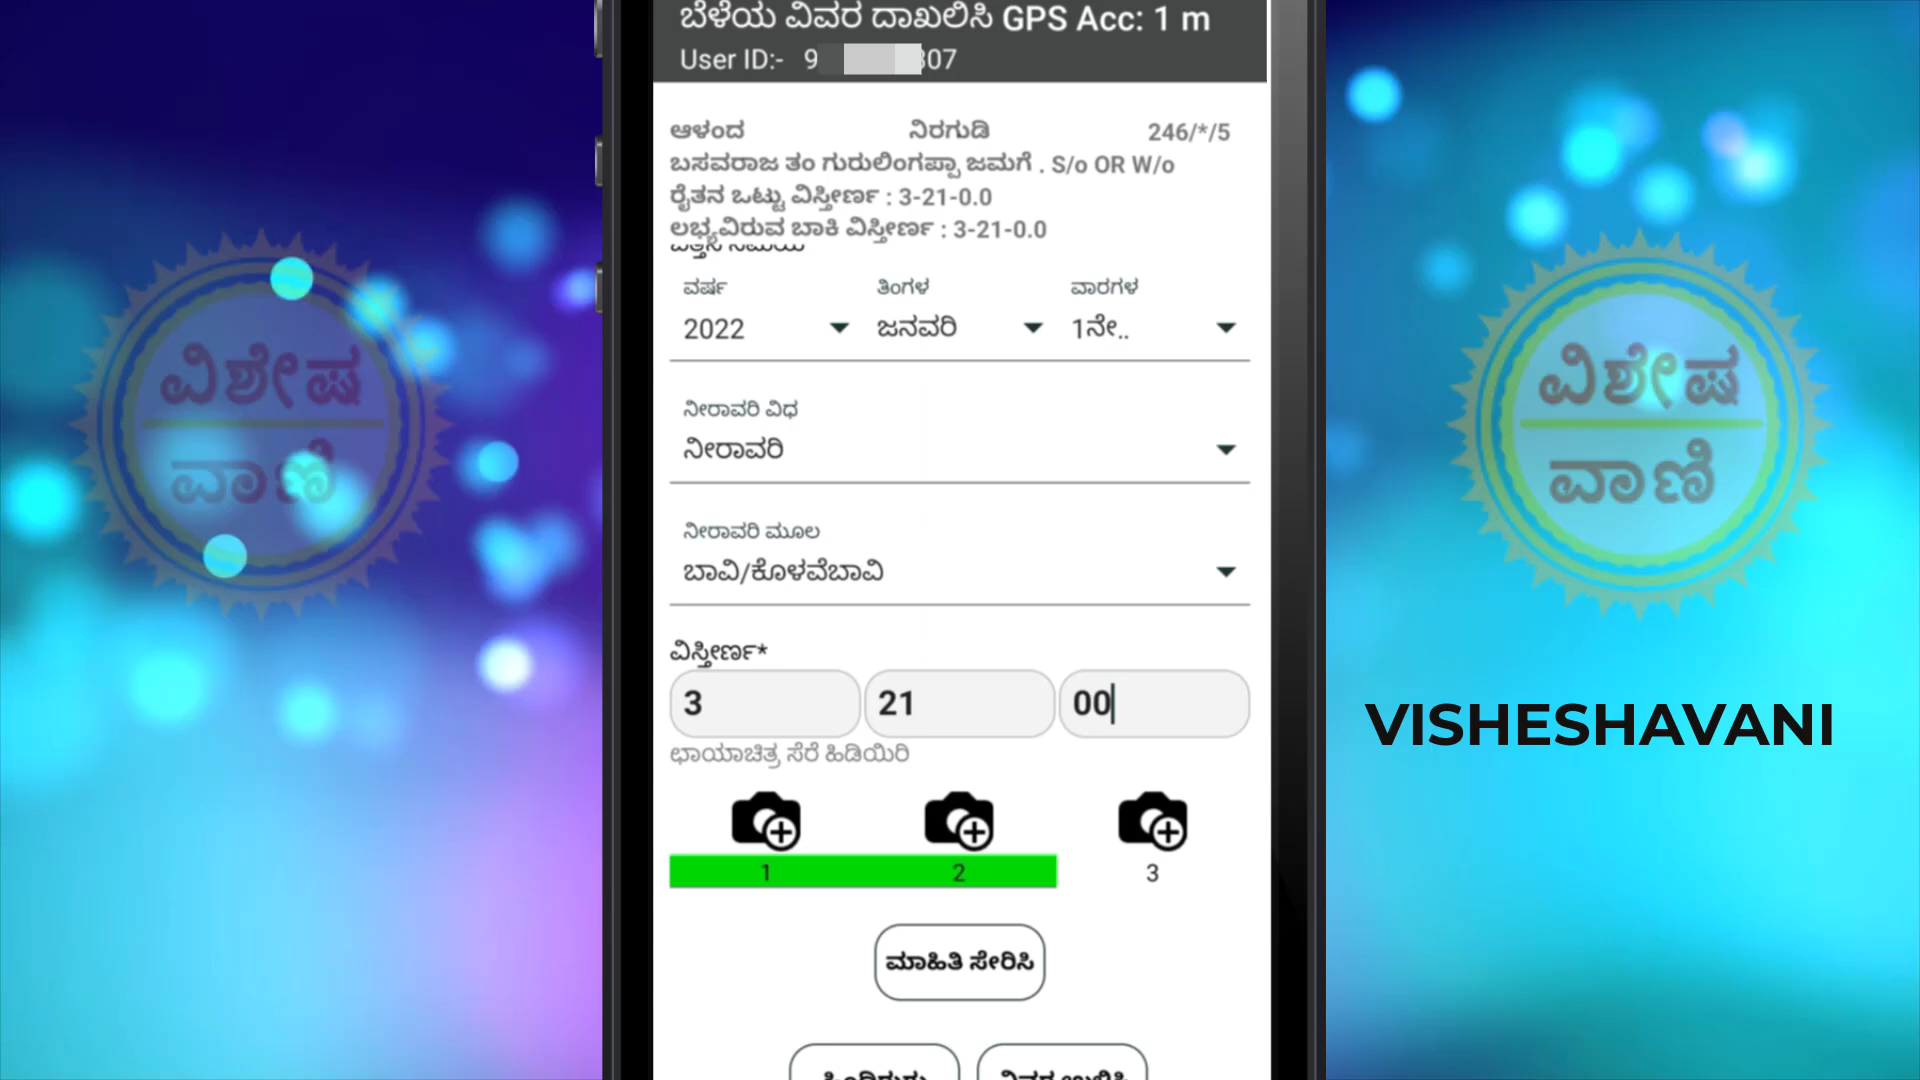 ಬೆಳೆಯ ವಿವರ ದಾಖಲಿಸಿ GPS Acc: 1 m
User ID:- 9 307
ಆಳಂದ ನಿರಗುಡಿ 246/*/5
ಬಸವರಾಜ ತಂ ಗುರುಲಿಂಗಪ್ಪಾ ಜಮಗೆ . S/o OR W/o
ರೈತನ ಒಟ್ಟು ವಿಸ್ತೀರ್ಣ : 3-21-0.0
ಲಭ್ಯವಿರುವ ಬಾಕಿ ವಿಸ್ತೀರ್ಣ : 3-21-0.0
ವರ್ಷ ತಿಂಗಳ ವಾರಗಳ
2022 ಜನವರಿ 1ನೇ..
ನೀರಾವರಿ ವಿಧ
ನೀರಾವರಿ
ನೀರಾವರಿ ಮೂಲ
ಬಾವಿ/ಕೊಳವೆಬಾವಿ
ವಿಸ್ತೀರ್ಣ*
3 21 00
ಛಾಯಾಚಿತ್ರ ಸೆರೆ ಹಿಡಿಯಿರಿ
1 2 3
ಮಾಹಿತಿ ಸೇರಿಸಿ
ವಿಶೇಷ
ವಾಣಿ
ವಿಶೇಷ
ವಾಣಿ
VISHESHAVANI